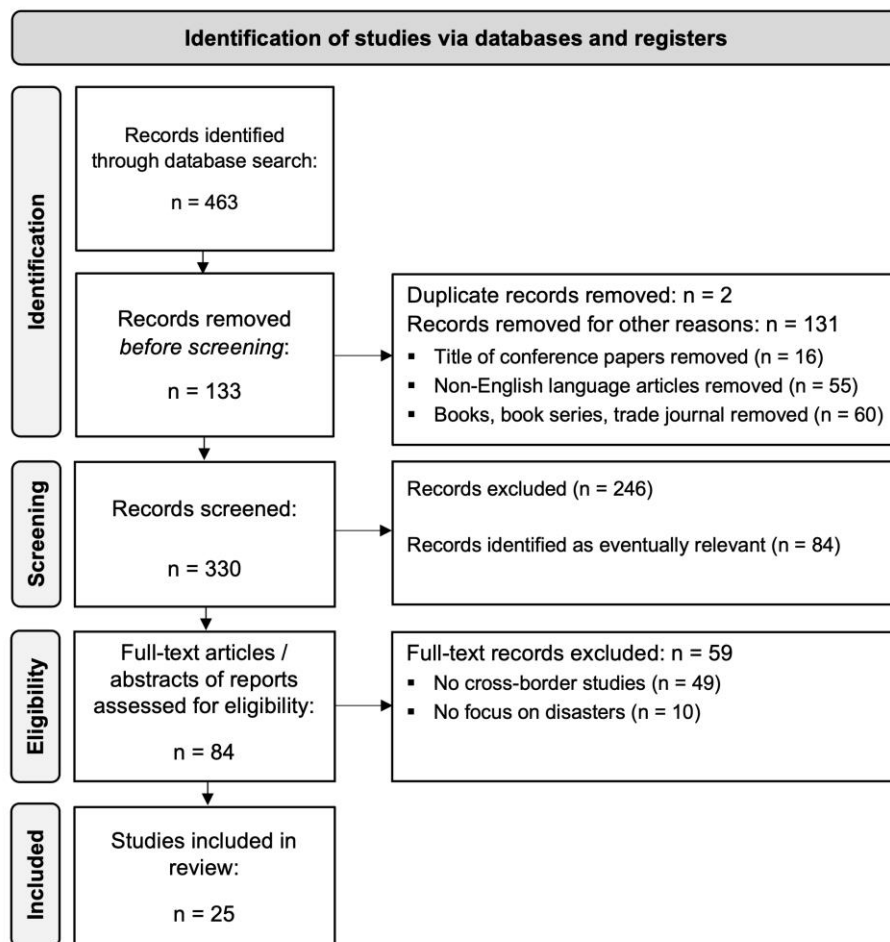 Identification of studies via databases and registers
Identification
Records identified
through database search:
n = 463
Records removed
before screening:
n = 133
Duplicate records removed: n = 2
Records removed for other reasons: n = 131
▪ Title of conference papers removed (n = 16)
▪ Non-English language articles removed (n = 55)
▪ Books, book series, trade journal removed (n = 60)
Screening
Records screened:
n = 330
Records excluded (n = 246)
Records identified as eventually relevant (n = 84)
Eligibility
Full-text articles /
abstracts of reports
assessed for eligibility:
n = 84
Full-text records excluded: n = 59
▪ No cross-border studies (n = 49)
▪ No focus on disasters (n = 10)
Included
Studies included in
review:
n = 25